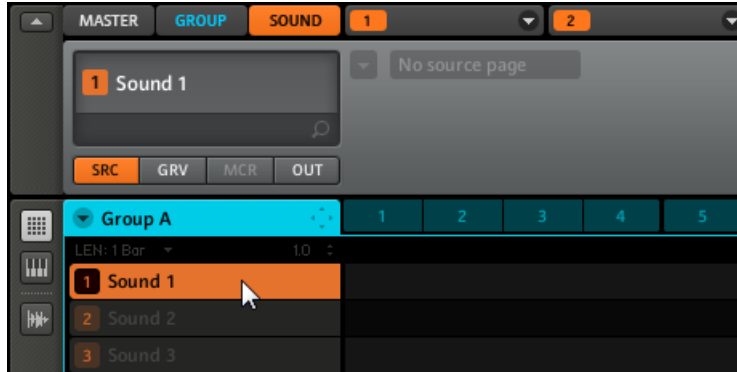 MASTER GROUP SOUND 1 2
1 Sound 1
No source page
SRC GRV MCR OUT
Group A 1 2 3 4 5
LEN: 1 Bar 1.0
1 Sound 1
2 Sound 2
3 Sound 3